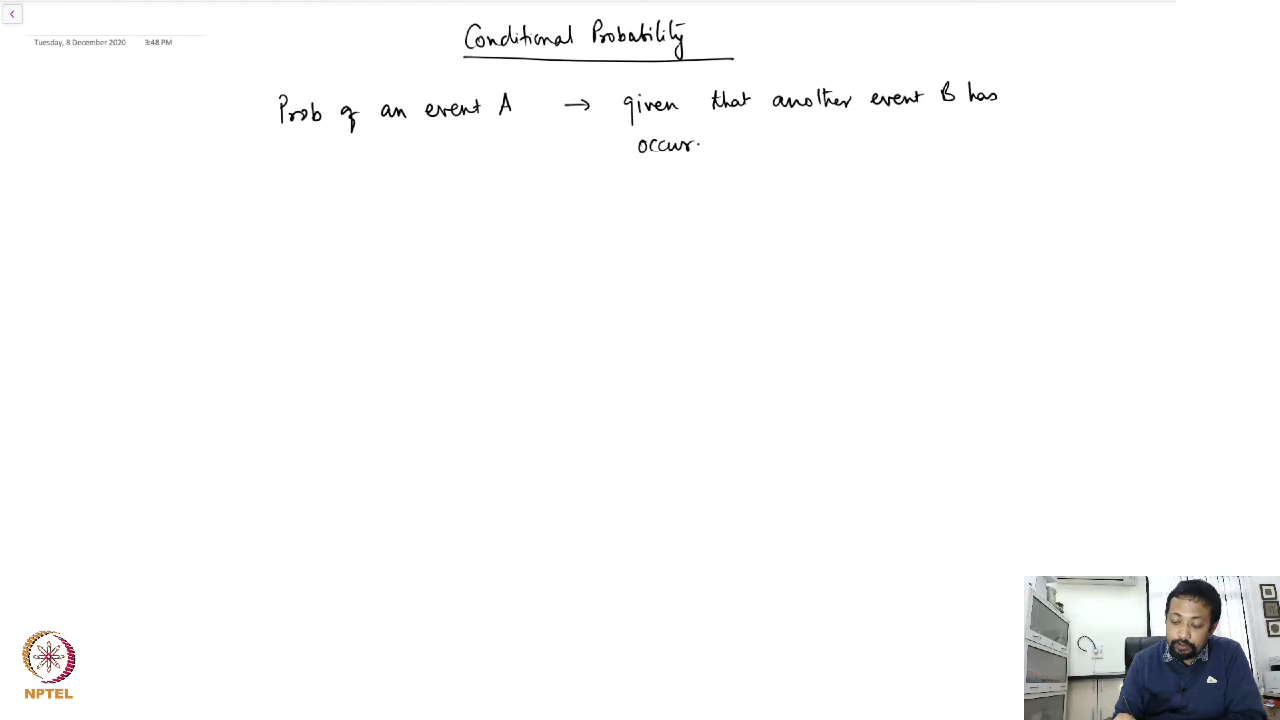 Conditional Probability
Tuesday, 8 December 2020 3:48 PM
Prob of an event A → given that another event B has
occur.
NPTEL